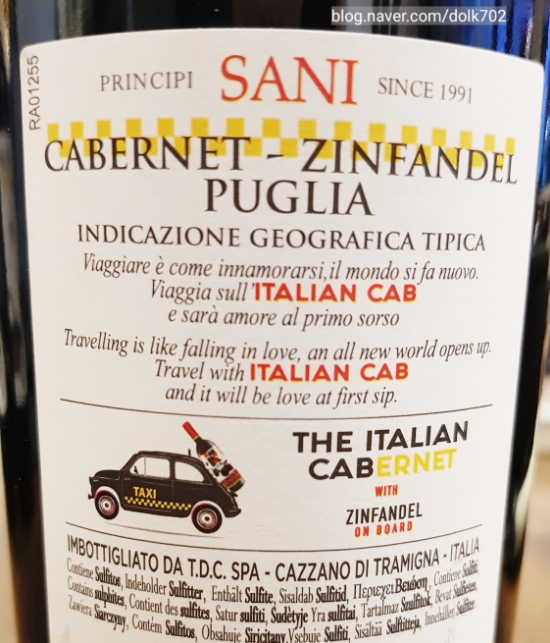 blog.naver.com/dolk702
RA01255
PRINCIPI SANI SINCE 1991
CABERNET - ZINFANDEL
PUGLIA
INDICAZIONE GEOGRAFICA TIPICA
Viaggiare è come innamorarsi, il mondo si fa nuovo.
Viaggia sull'ITALIAN CAB
e sarà amore al primo sorso
Travelling is like falling in love, an all new world opens up.
Travel with ITALIAN CAB
and it will be love at first sip.
TAXI
THE ITALIAN
CABERNET
WITH
ZINFANDEL
ON BOARD
IMBOTTIGLIATO DA T.D.C. SPA - CAZZANO DI TRAMIGNA - ITALIA
Contiene Sulfitos, Indeholder Sulfitter, Enthält Sulfite, Sisaldab Sulfitid, Περιεχει Θειωδη, Contiene Solfiti,
Contains sulphites, Contient des sulfites, Satur sulfīti, Sudėtyje Yra sulfitai, Tartalmaz Szulfitok, Bevat Sulfieten,
Zawiera Siarczyny, Contém Sulfitos, Obsahuje Siricitany, Vsebuje Sulfiti, Sisältää Sulfiitteja, Innehåller Sulfiter